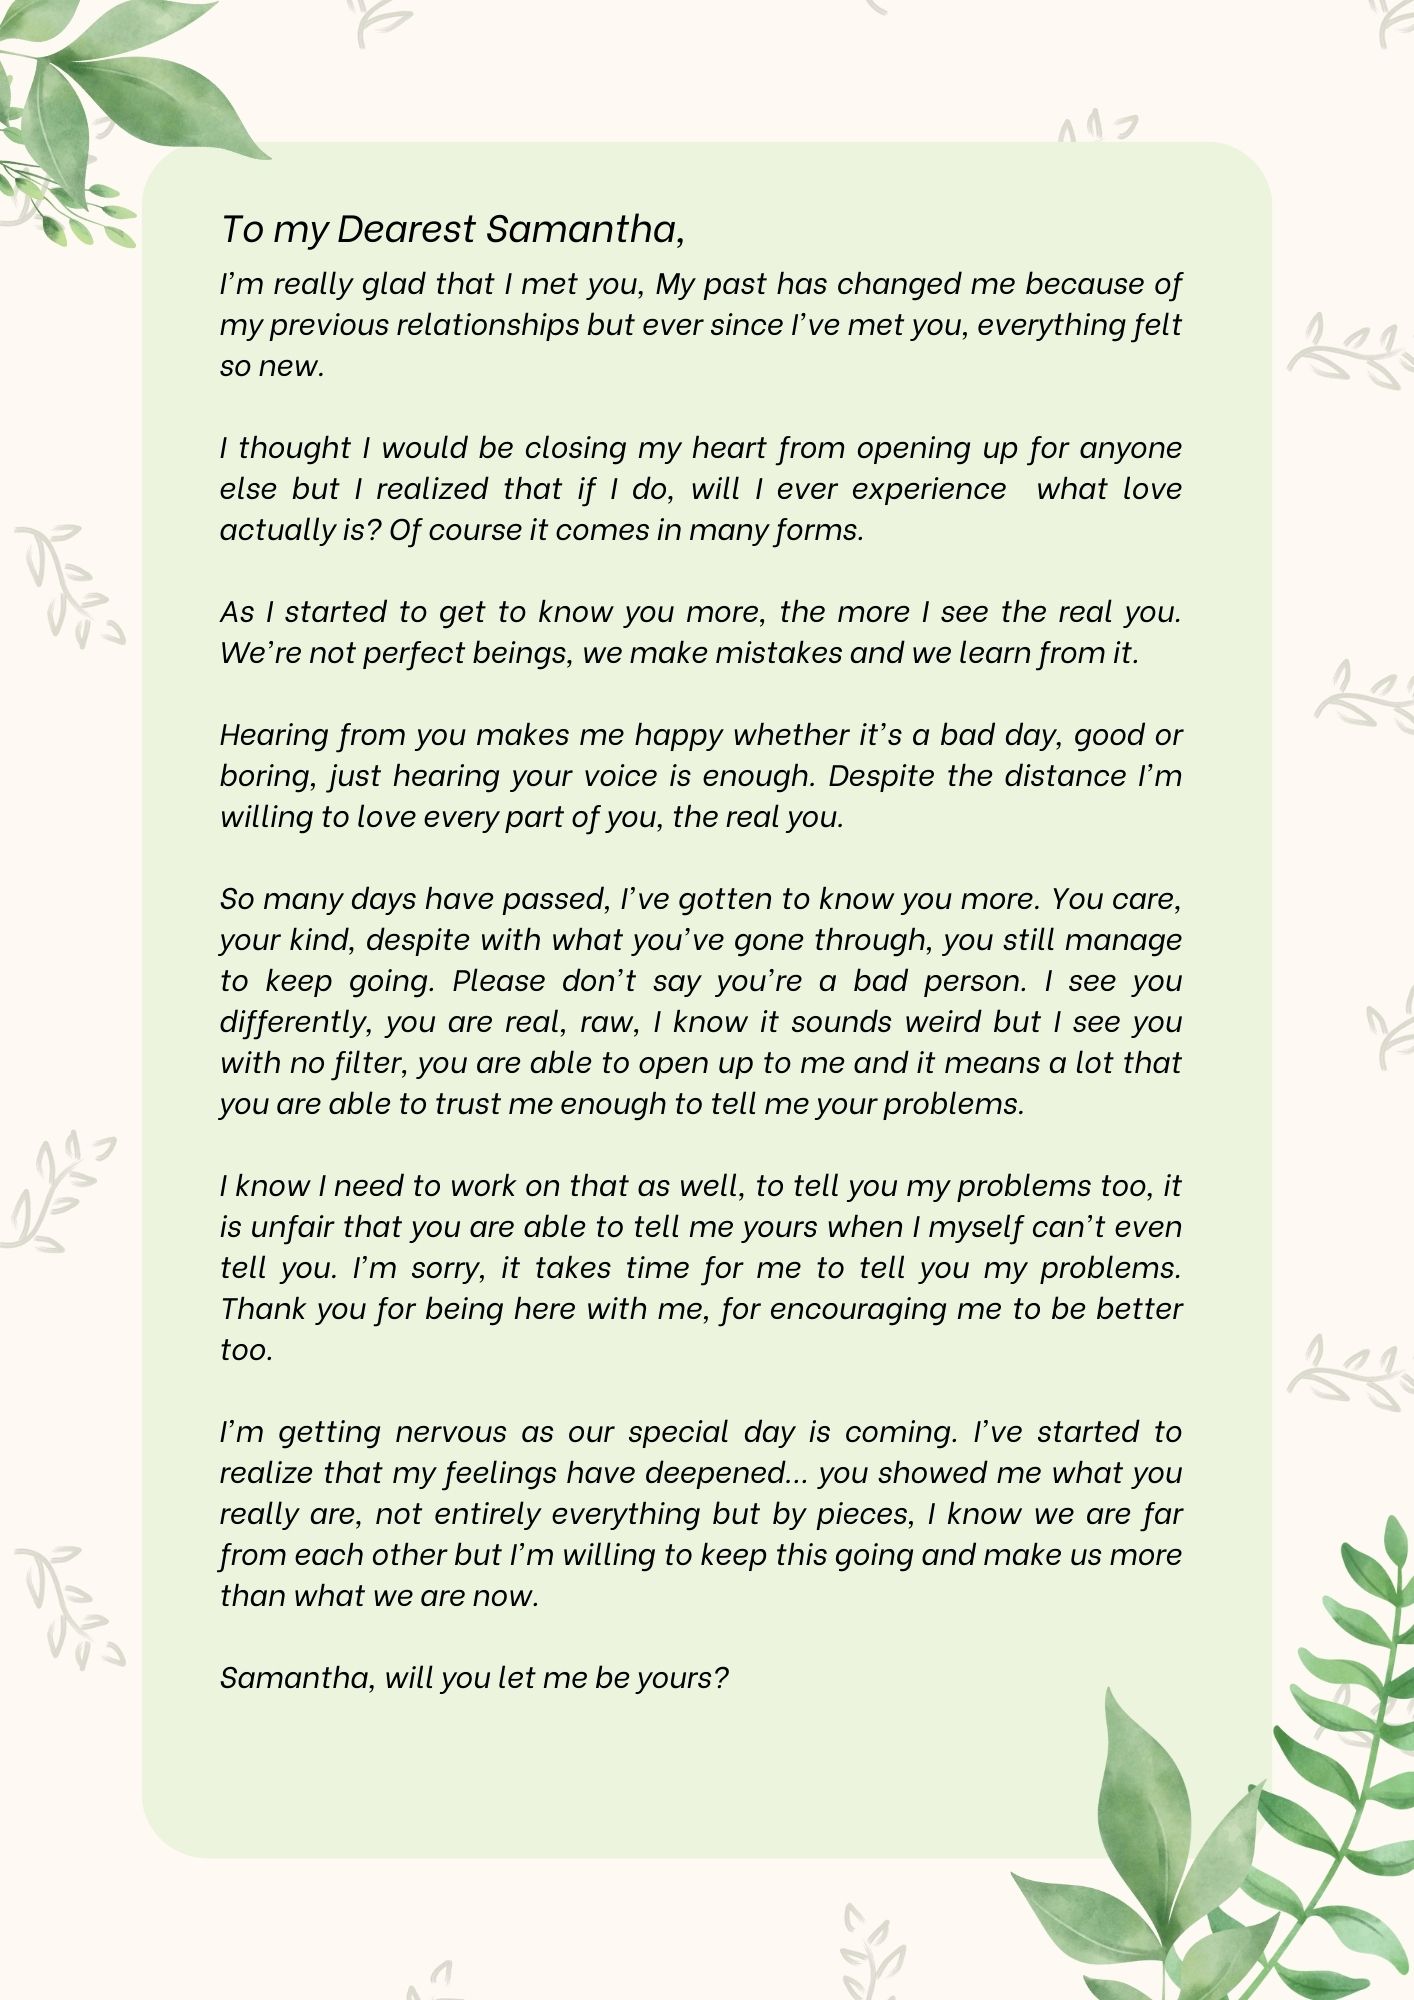 To my Dearest Samantha,
I’m really glad that I met you, My past has changed me because of
my previous relationships but ever since I’ve met you, everything felt
so new.
I thought I would be closing my heart from opening up for anyone
else but I realized that if I do, will I ever experience  what love
actually is? Of course it comes in many forms.
As I started to get to know you more, the more I see the real you.
We’re not perfect beings, we make mistakes and we learn from it.
Hearing from you makes me happy whether it’s a bad day, good or
boring, just hearing your voice is enough. Despite the distance I’m
willing to love every part of you, the real you.
So many days have passed, I’ve gotten to know you more. You care,
your kind, despite with what you’ve gone through, you still manage
to keep going. Please don’t say you’re a bad person. I see you
differently, you are real, raw, I know it sounds weird but I see you
with no filter, you are able to open up to me and it means a lot that
you are able to trust me enough to tell me your problems.
I know I need to work on that as well, to tell you my problems too, it
is unfair that you are able to tell me yours when I myself can’t even
tell you. I’m sorry, it takes time for me to tell you my problems.
Thank you for being here with me, for encouraging me to be better
too.
I’m getting nervous as our special day is coming. I’ve started to
realize that my feelings have deepened... you showed me what you
really are, not entirely everything but by pieces, I know we are far
from each other but I’m willing to keep this going and make us more
than what we are now.
Samantha, will you let me be yours?